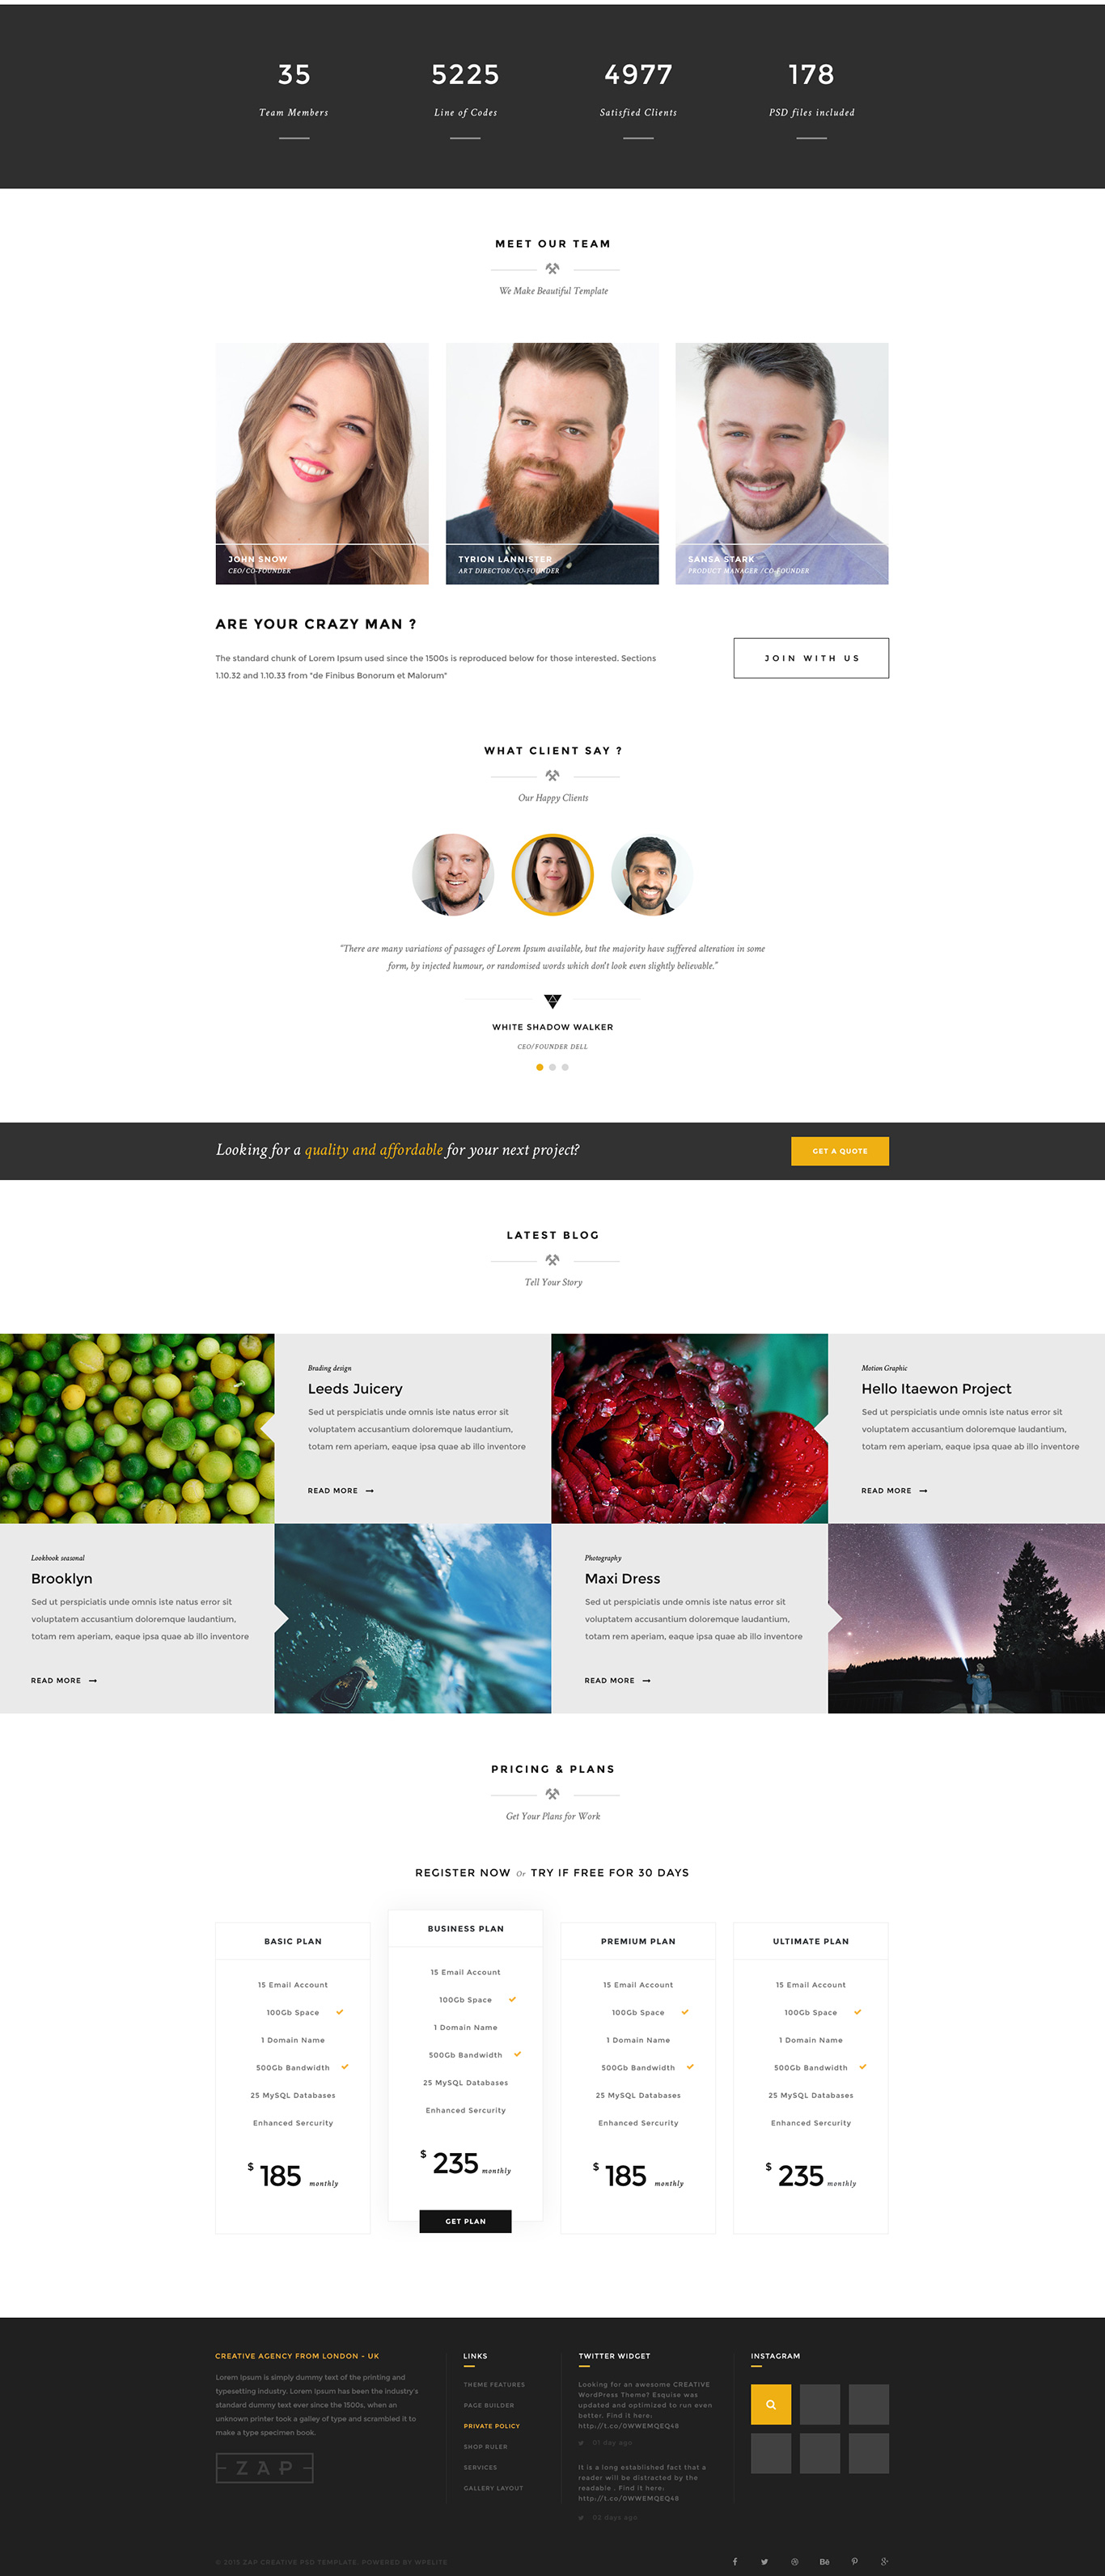 35
Team Members
5225
Line of Codes
4977
Satisfied Clients
178
PSD files included
MEET OUR TEAM
We Make Beautiful Template
JOHN SNOW
CEO/CO-FOUNDER
TYRION LANNISTER
ART DIRECTOR/CO-FOUNDER
SANSA STARK
PRODUCT MANAGER /CO-FOUNDER
ARE YOUR CRAZY MAN ?
The standard chunk of Lorem Ipsum used since the 1500s is reproduced below for those interested. Sections
1.10.32 and 1.10.33 from "de Finibus Bonorum et Malorum"
JOIN WITH US
WHAT CLIENT SAY ?
Our Happy Clients
"There are many variations of passages of Lorem Ipsum available, but the majority have suffered alteration in some
form, by injected humour, or randomised words which don't look even slightly believable."
WHITE SHADOW WALKER
CEO/FOUNDER DELL
Looking for a quality and affordable for your next project?
GET A QUOTE
LATEST BLOG
Tell Your Story
Brading design
Leeds Juicery
Sed ut perspiciatis unde omnis iste natus error sit
voluptatem accusantium doloremque laudantium,
totam rem aperiam, eaque ipsa quae ab illo inventore
READ MORE
Motion Graphic
Hello Itaewon Project
Sed ut perspiciatis unde omnis iste natus error sit
voluptatem accusantium doloremque laudantium,
totam rem aperiam, eaque ipsa quae ab illo inventore
READ MORE
Lookbook seasonal
Brooklyn
Sed ut perspiciatis unde omnis iste natus error sit
voluptatem accusantium doloremque laudantium,
totam rem aperiam, eaque ipsa quae ab illo inventore
READ MORE
Photography
Maxi Dress
Sed ut perspiciatis unde omnis iste natus error sit
voluptatem accusantium doloremque laudantium,
totam rem aperiam, eaque ipsa quae ab illo inventore
READ MORE
PRICING & PLANS
Get Your Plans for Work
REGISTER NOW Or TRY IF FREE FOR 30 DAYS
BASIC PLAN
15 Email Account
100Gb Space
1 Domain Name
500Gb Bandwidth
25 MySQL Databases
Enhanced Sercurity
$ 185 monthly
BUSINESS PLAN
15 Email Account
100Gb Space
1 Domain Name
500Gb Bandwidth
25 MySQL Databases
Enhanced Sercurity
$ 235 monthly
GET PLAN
PREMIUM PLAN
15 Email Account
100Gb Space
1 Domain Name
500Gb Bandwidth
25 MySQL Databases
Enhanced Sercurity
$ 185 monthly
ULTIMATE PLAN
15 Email Account
100Gb Space
1 Domain Name
500Gb Bandwidth
25 MySQL Databases
Enhanced Sercurity
$ 235 monthly
CREATIVE AGENCY FROM LONDON - UK
Lorem Ipsum is simply dummy text of the printing and
typesetting industry. Lorem Ipsum has been the industry's
standard dummy text ever since the 1500s, when an
unknown printer took a galley of type and scrambled it to
make a type specimen book.
ZAP
LINKS
THEME FEATURES
PAGE BUILDER
PRIVATE POLICY
SHOP RULER
SERVICES
GALLERY LAYOUT
TWITTER WIDGET
Looking for an awesome CREATIVE
WordPress Theme? Esquise was
updated and optimized to run even
better. Find it here:
http://t.co/0WWEMQEQ48
01 day ago
It is a long established fact that a
reader will be distracted by the
readable . Find it here:
http://t.co/0WWEMQEQ48
02 days ago
INSTAGRAM
© 2015 ZAP CREATIVE PSD TEMPLATE. POWERED BY WPELITE
Bē